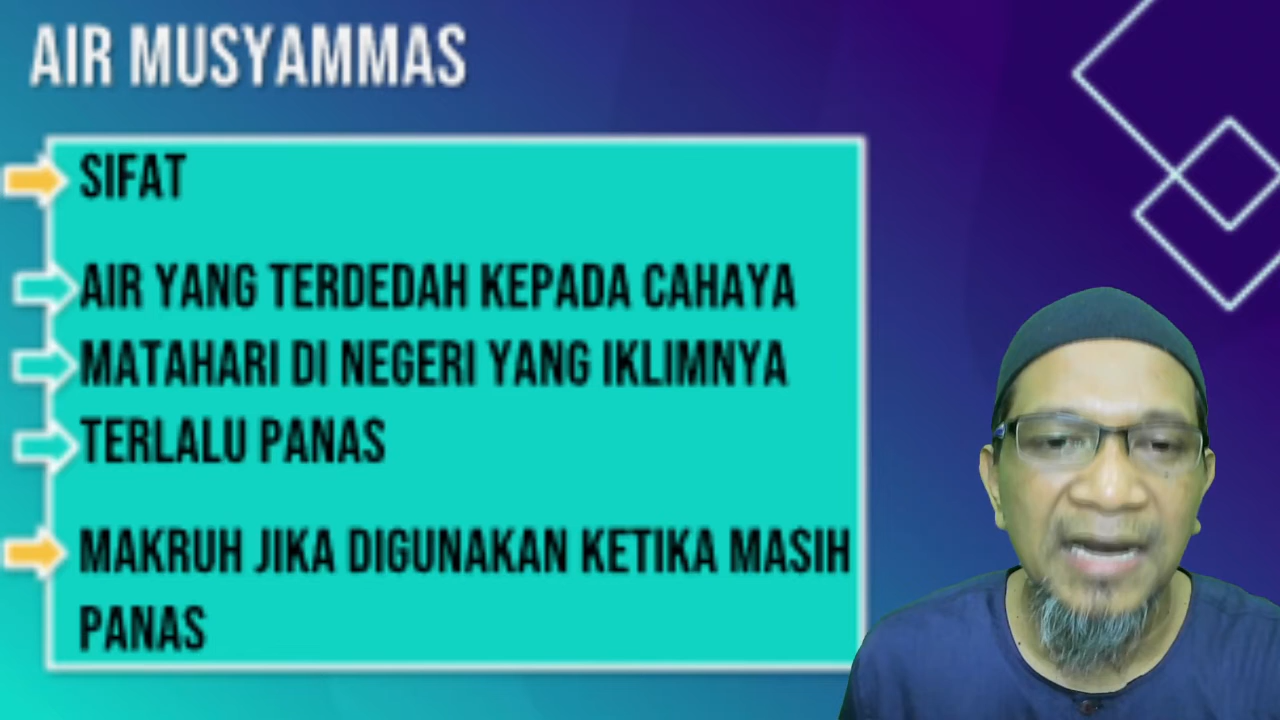 AIR MUSYAMMAS
SIFAT
AIR YANG TERDEDAH KEPADA CAHAYA
MATAHARI DI NEGERI YANG IKLIMNYA
TERLALU PANAS
MAKRUH JIKA DIGUNAKAN KETIKA MASIH
PANAS